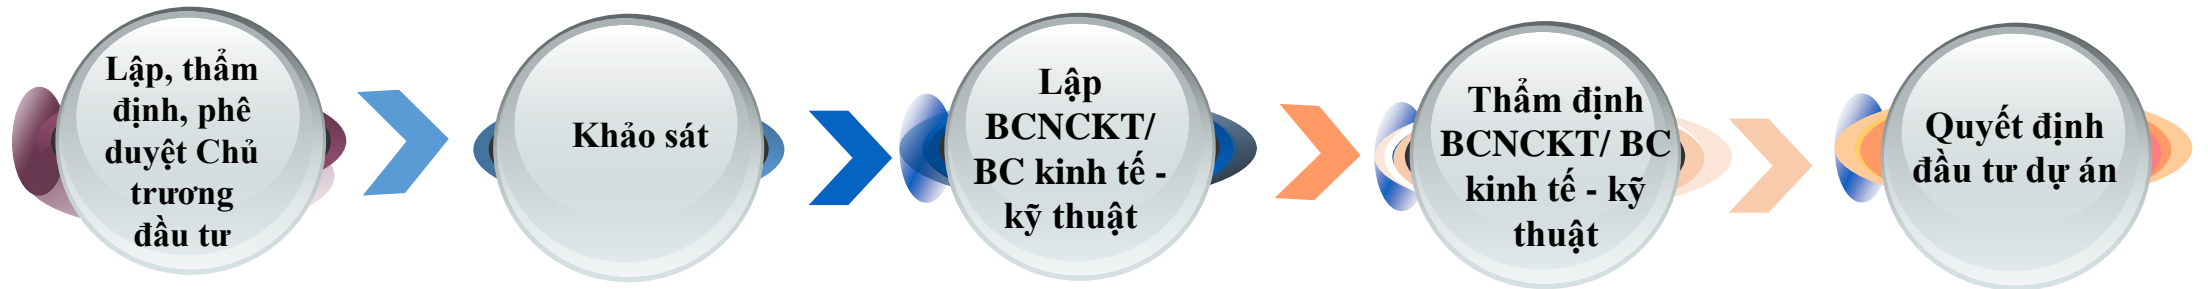 Lập, thẩm
định, phê
duyệt Chủ
trương
đầu tư
Khảo sát
Lập
BCNCKT/
BC kinh tế -
kỹ thuật
Thẩm định
BCNCKT/ BC
kinh tế - kỹ
thuật
Quyết định
đầu tư dự án